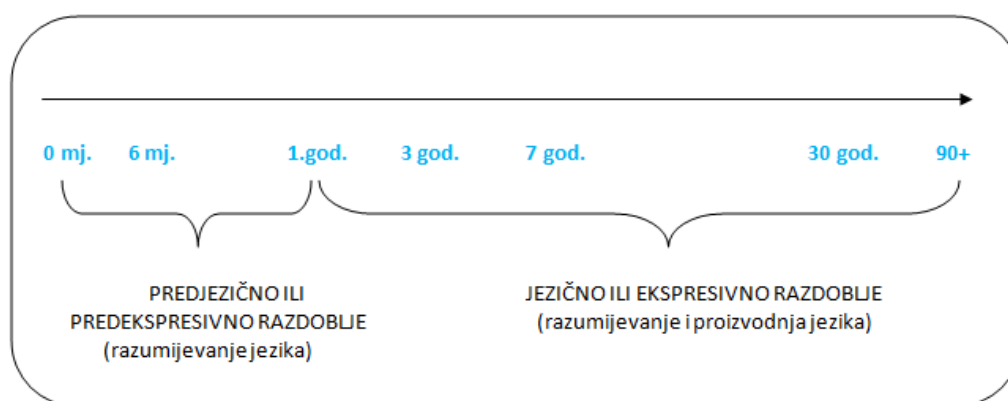 0 mj. 6 mj. 1.god. 3 god. 7 god. 30 god. 90+
PREDJEZIČNO ILI
PREDEKSPRESIVNO RAZDOBLJE
(razumijevanje jezika)
JEZIČNO ILI EKSPRESIVNO RAZDOBLJE
(razumijevanje i proizvodnja jezika)